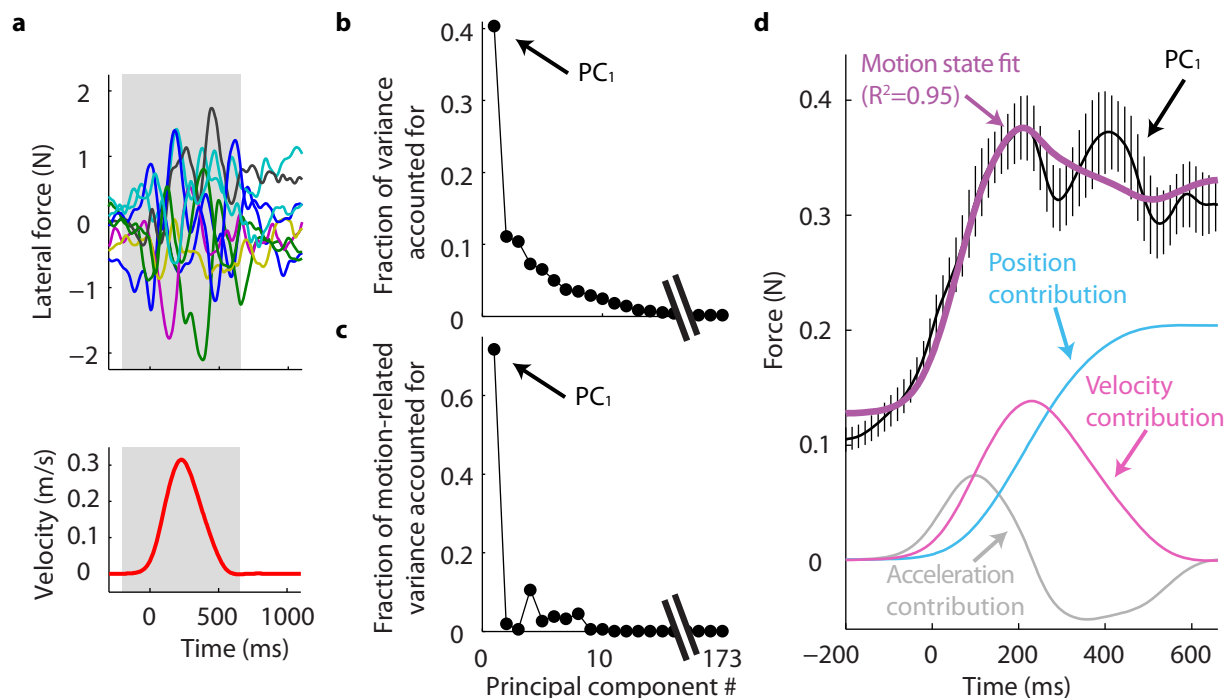 a
2
1
0
−1
−2
Lateral force (N)
0.3
0.2
0.1
0
Velocity (m/s)
0
500
1000
Time (ms)
b
0.4
0.3
0.2
0.1
0
Fraction of variance
accounted for
PC1
c
0.6
0.4
0.2
0
Fraction of motion-related
variance accounted for
PC1
0
10
173
Principal component #
d
0.4
0.3
0.2
0.1
0
Force (N)
Motion state fit
(R²=0.95)
PC1
Position
contribution
Velocity
contribution
Acceleration
contribution
−200
0
200
400
600
Time (ms)